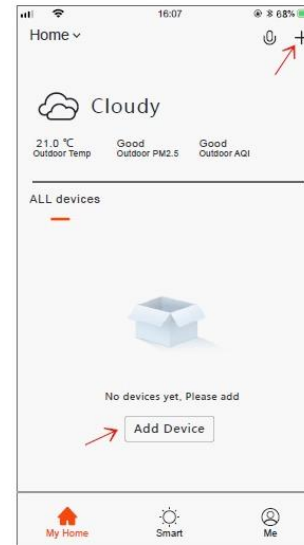 16:07
68%
Home
Cloudy
21.0 ℃ Good Good
Outdoor Temp Outdoor PM2.5 Outdoor AQI
ALL devices
No devices yet, Please add
Add Device
My Home Smart Me